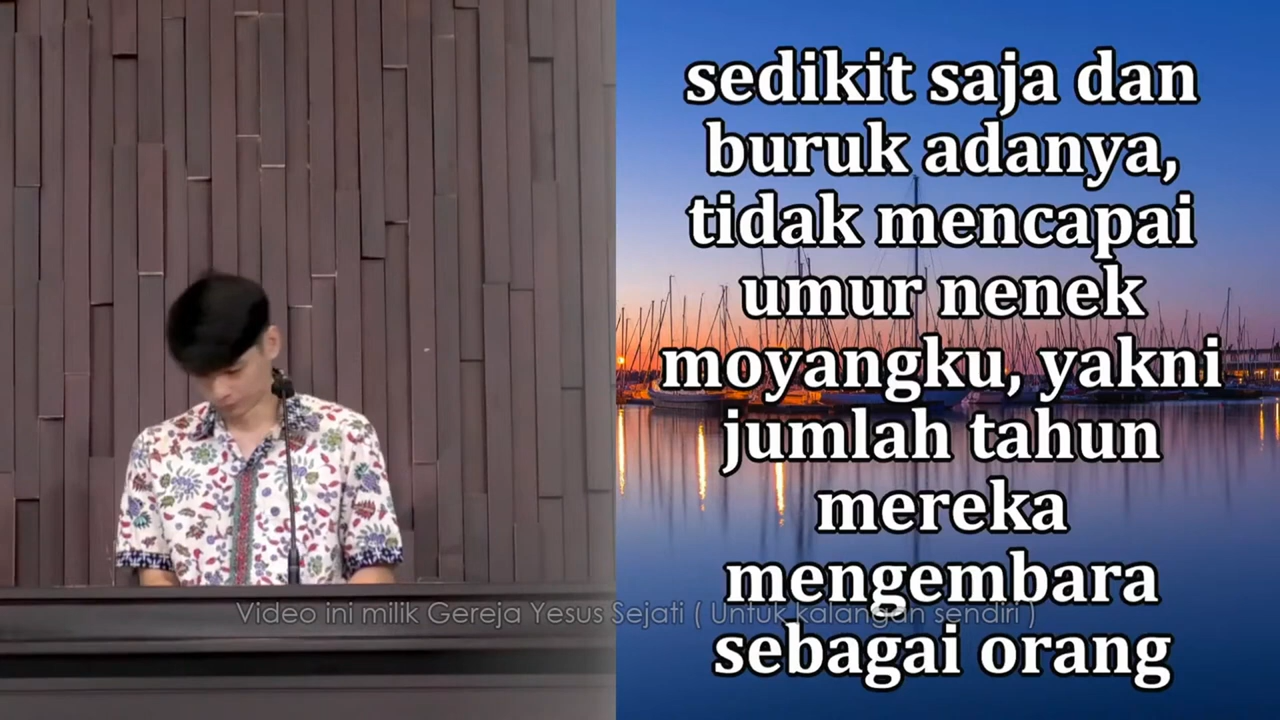 sedikit saja dan
buruk adanya,
tidak mencapai
umur nenek
moyangku, yakni
jumlah tahun
mereka
mengembara
sebagai orang
Video ini milik Gereja Yesus Sejati ( Untuk kalangan sendiri )